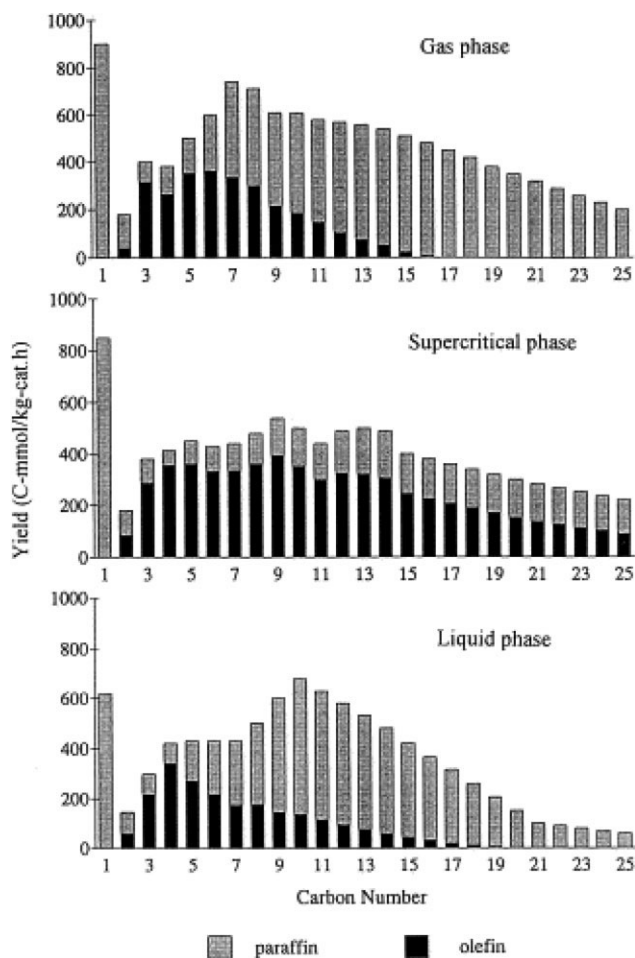 Gas phase
1000
800
600
400
200
0
1 3 5 7 9 11 13 15 17 19 21 23 25
Supercritical phase
1000
800
600
400
200
0
1 3 5 7 9 11 13 15 17 19 21 23 25
Yield (C-mmol/kg-cat.h)
Liquid phase
1000
800
600
400
200
0
1 3 5 7 9 11 13 15 17 19 21 23 25
Carbon Number
paraffin olefin